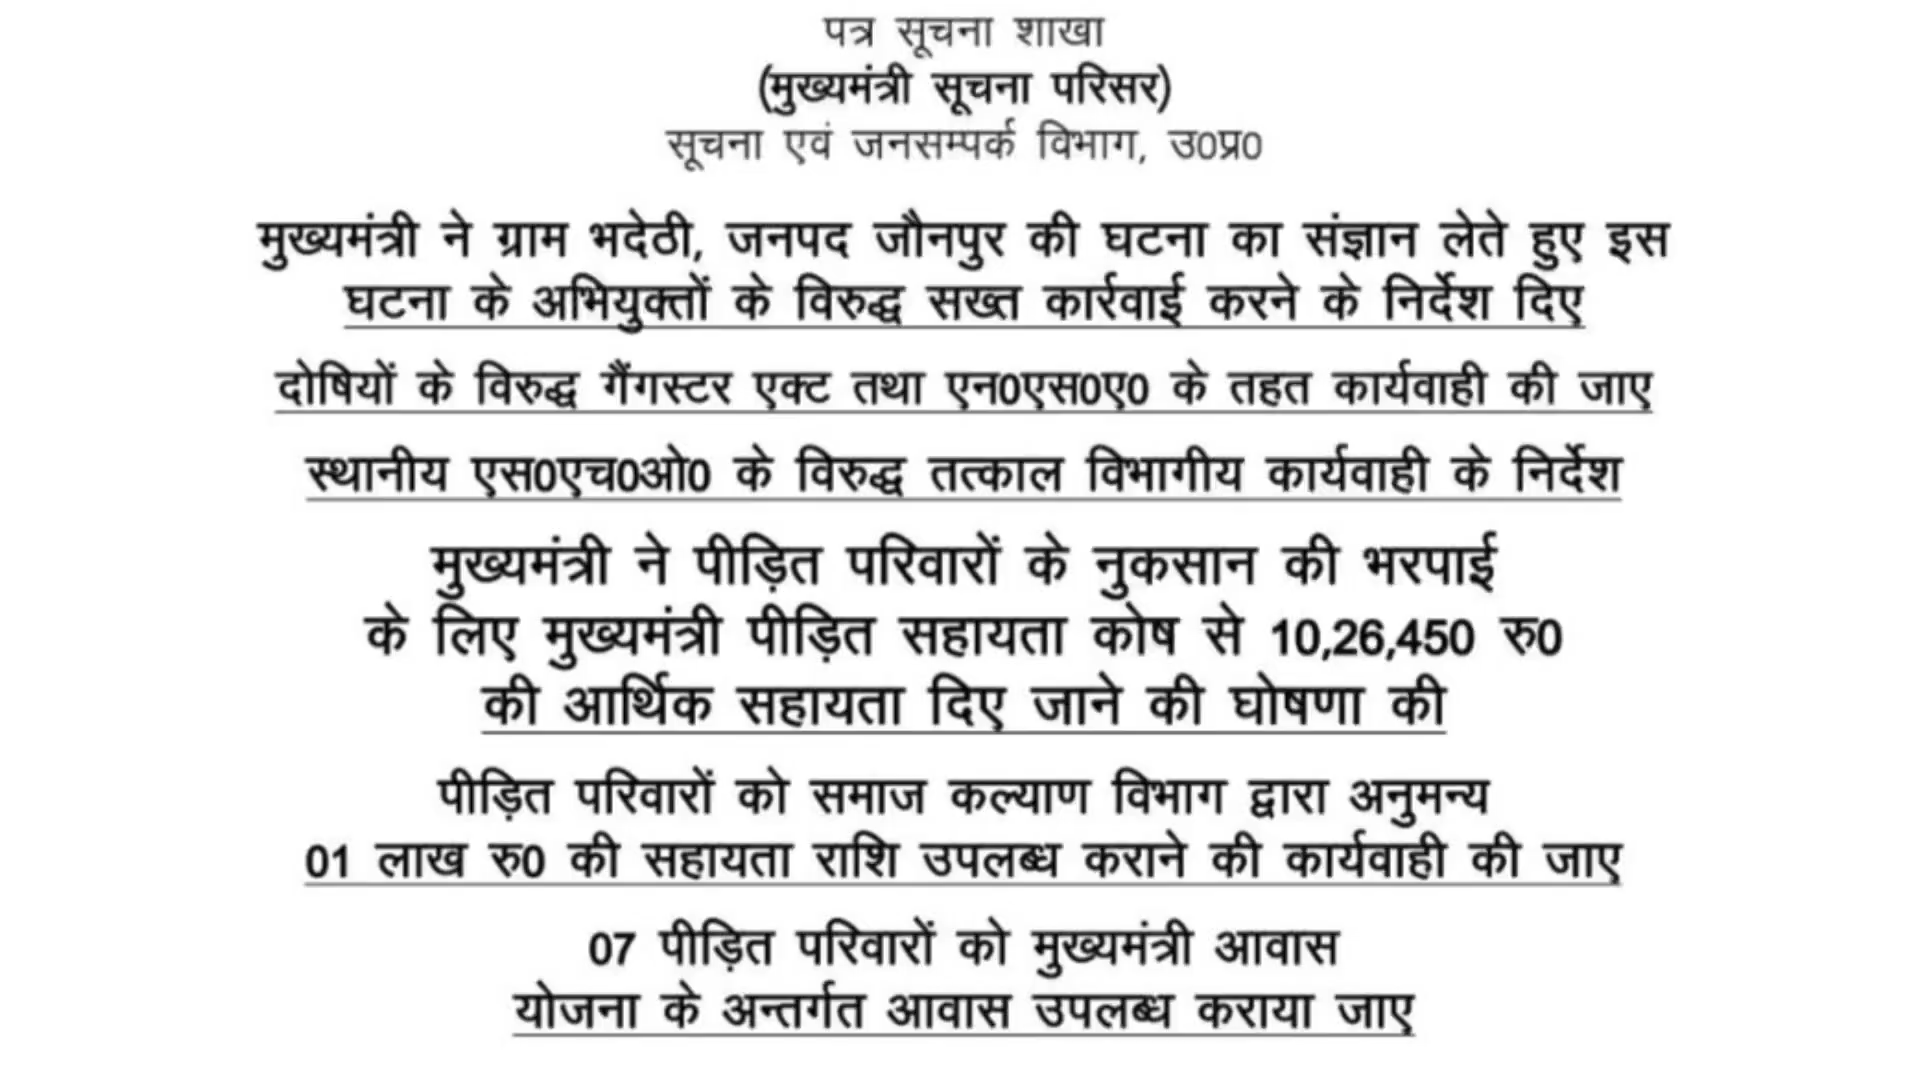 पत्र सूचना शाखा
(मुख्यमंत्री सूचना परिसर)
सूचना एवं जनसम्पर्क विभाग, उ0प्र0
मुख्यमंत्री ने ग्राम भदेठी, जनपद जौनपुर की घटना का संज्ञान लेते हुए इस
घटना के अभियुक्तों के विरुद्ध सख्त कार्रवाई करने के निर्देश दिए
दोषियों के विरुद्ध गैंगस्टर एक्ट तथा एन0एस0ए0 के तहत कार्यवाही की जाए
स्थानीय एस0एच0ओ0 के विरुद्ध तत्काल विभागीय कार्यवाही के निर्देश
मुख्यमंत्री ने पीड़ित परिवारों के नुकसान की भरपाई
के लिए मुख्यमंत्री पीड़ित सहायता कोष से 10,26,450 रु0
की आर्थिक सहायता दिए जाने की घोषणा की
पीड़ित परिवारों को समाज कल्याण विभाग द्वारा अनुमन्य
01 लाख रु0 की सहायता राशि उपलब्ध कराने की कार्यवाही की जाए
07 पीड़ित परिवारों को मुख्यमंत्री आवास
योजना के अन्तर्गत आवास उपलब्ध कराया जाए